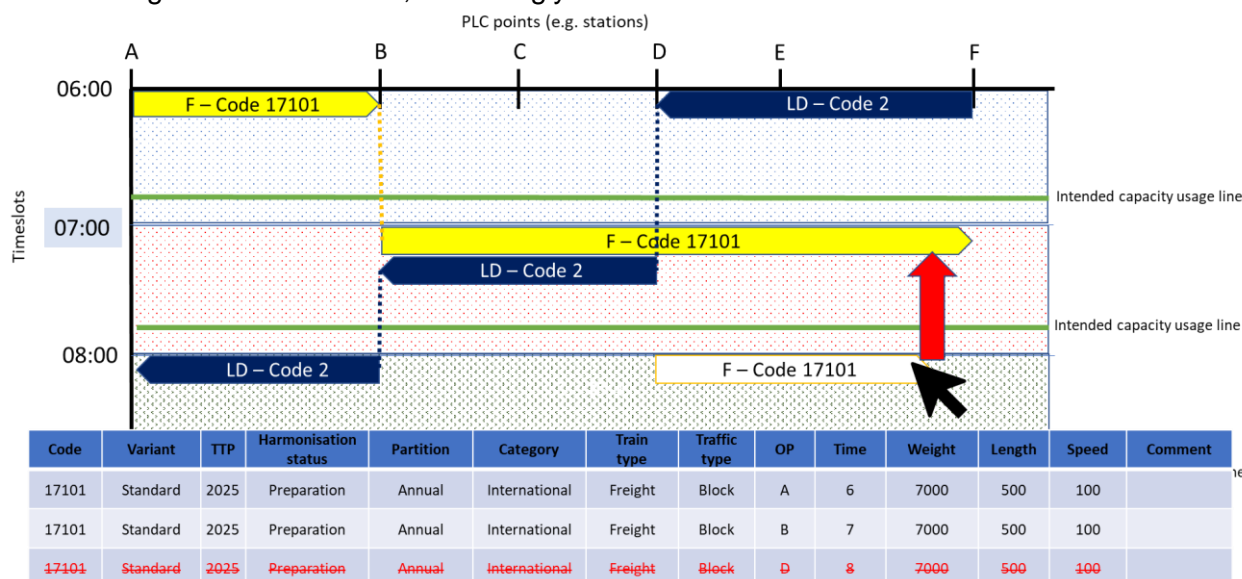 PLC points (e.g. stations)
A B C D E F
06:00
F – Code 17101
LD – Code 2
Timeslots
Intended capacity usage line
07:00
F – Code 17101
LD – Code 2
Intended capacity usage line
08:00
LD – Code 2
F – Code 17101
Code Variant TTP Harmonisation status Partition Category Train type Traffic type OP Time Weight Length Speed Comment
17101 Standard 2025 Preparation Annual International Freight Block A 6 7000 500 100
17101 Standard 2025 Preparation Annual International Freight Block B 7 7000 500 100
17101 Standard 2025 Preparation Annual International Freight Block D 8 7000 500 100